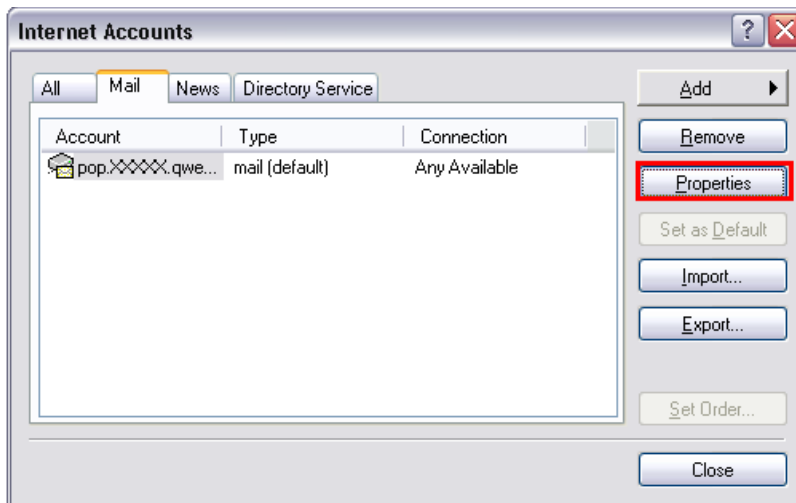 Internet Accounts
All Mail News Directory Service
Account Type Connection
pop.XXXXX.qwe... mail (default) Any Available
Add
Remove
Properties
Set as Default
Import...
Export...
Set Order...
Close